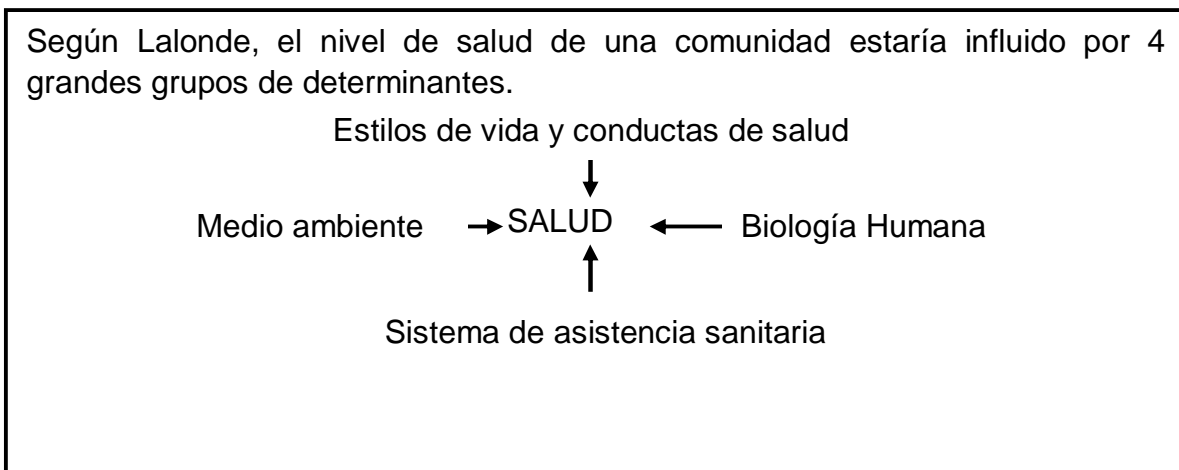 Según Lalonde, el nivel de salud de una comunidad estaría influido por 4
grandes grupos de determinantes.
Estilos de vida y conductas de salud
Medio ambiente SALUD Biología Humana
Sistema de asistencia sanitaria